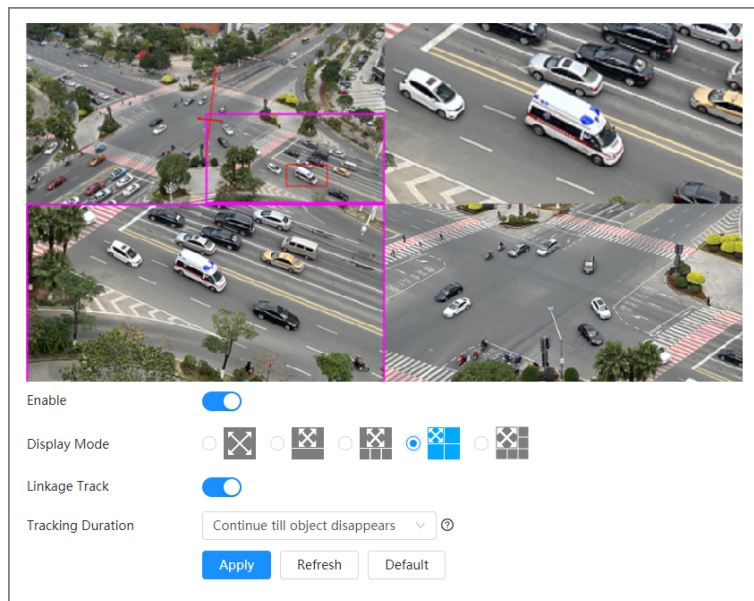 Enable
Display Mode
Linkage Track
Tracking Duration Continue till object disappears
Apply Refresh Default